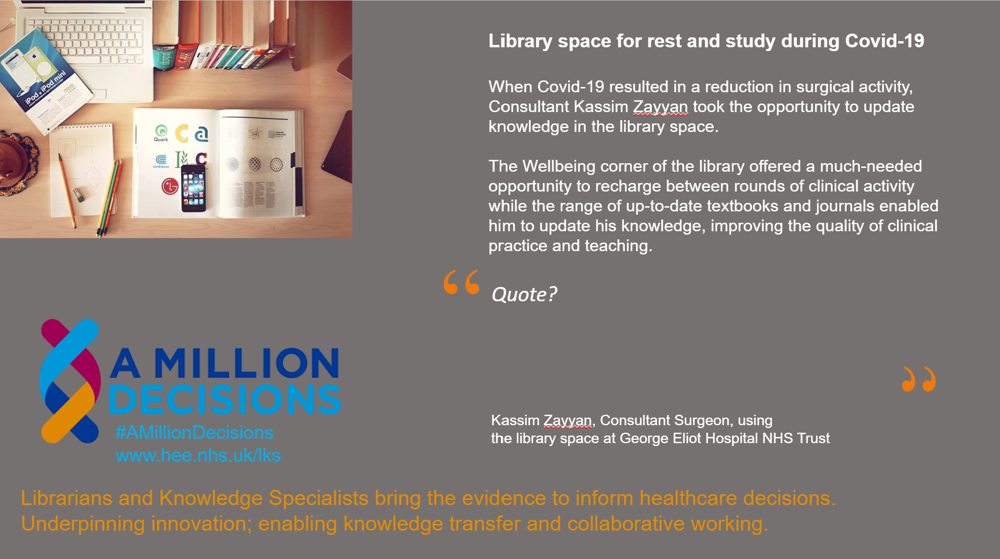 iPod и iPod mini
Quark
conEdison
LG
Library space for rest and study during Covid-19
When Covid-19 resulted in a reduction in surgical activity,
Consultant Kassim Zayyan took the opportunity to update
knowledge in the library space.
The Wellbeing corner of the library offered a much-needed
opportunity to recharge between rounds of clinical activity
while the range of up-to-date textbooks and journals enabled
him to update his knowledge, improving the quality of clinical
practice and teaching.
“ Quote?
”
Kassim Zayyan, Consultant Surgeon, using
the library space at George Eliot Hospital NHS Trust
A MILLION
DECISIONS
#AMillionDecisions
www.hee.nhs.uk/lks
Librarians and Knowledge Specialists bring the evidence to inform healthcare decisions.
Underpinning innovation; enabling knowledge transfer and collaborative working.